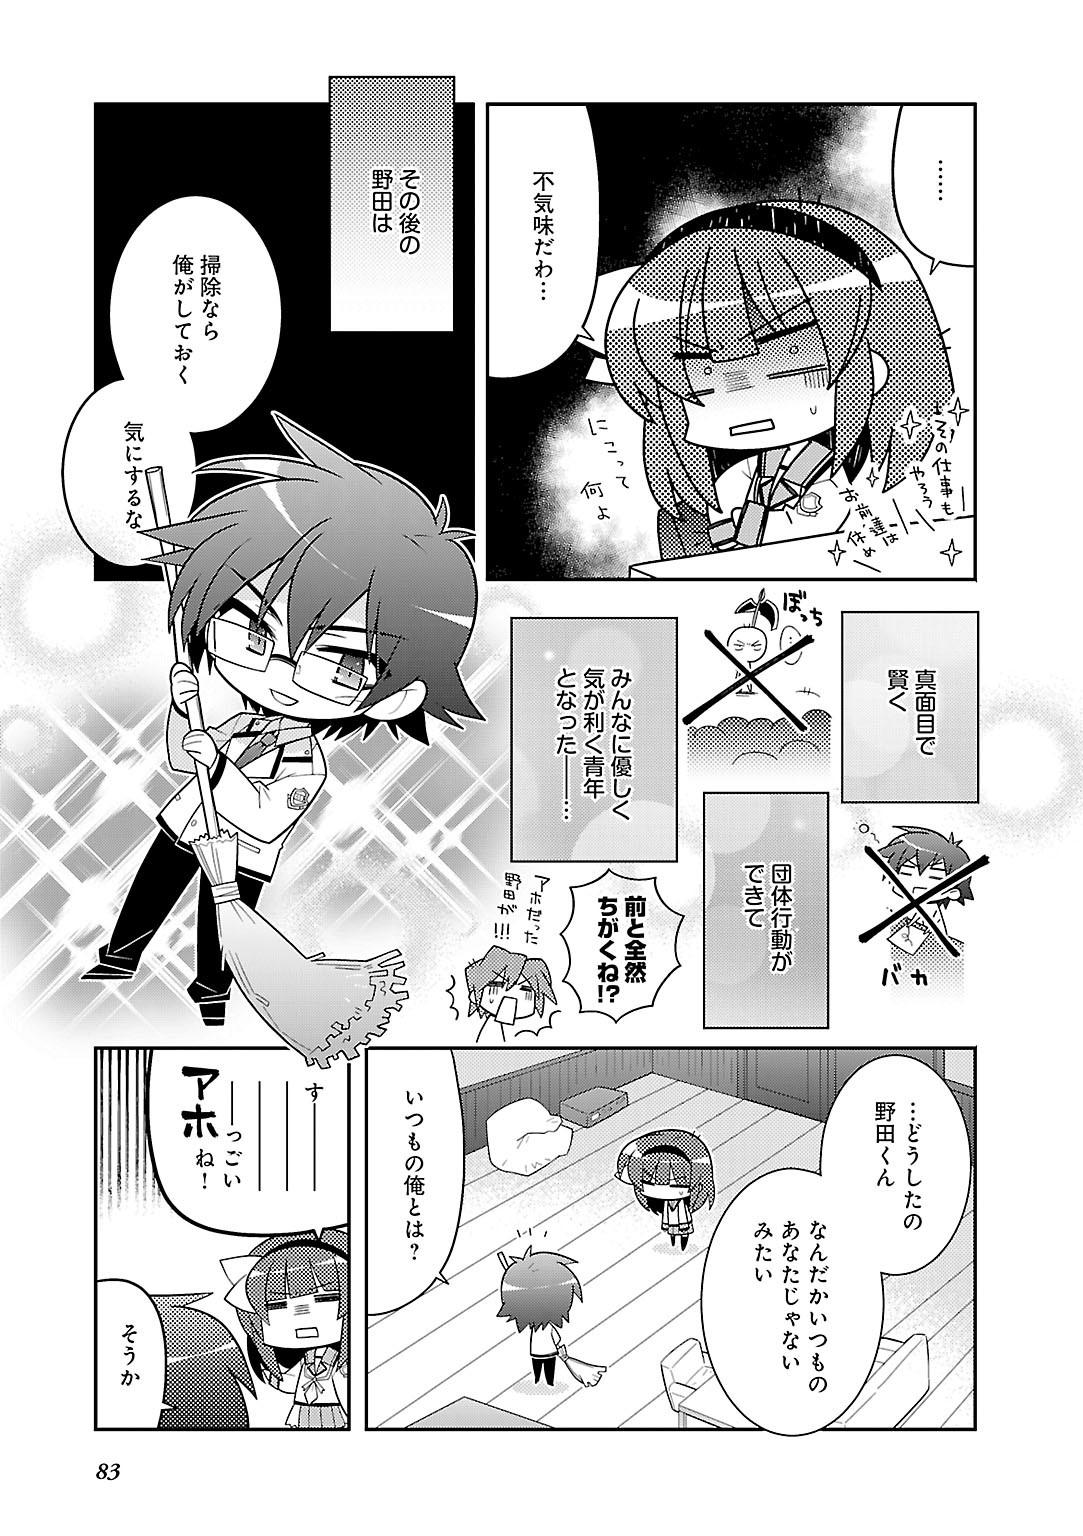 ……
不気味だわ…
にこって
何よ
その仕事も
やろう
お前達は
休め
その後の
野田は
掃除なら
俺がしておく
気にするな
真面目で
賢く
ぼっち
バカ
団体行動が
できて
みんなに優しく
気が利く青年
となった――…
前と全然
ちがくね!?
アホだった
野田が!!!
…どうしたの
野田くん
なんだかいつもの
あなたじゃない
みたい
いつもの俺とは?
す――
――
――
――っごい
アホ
ね!
そうか
83